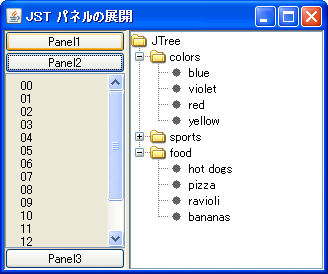 JST パネルの展開
Panel1
Panel2
00
01
02
03
04
05
06
07
08
09
10
11
12
Panel3
JTree
colors
blue
violet
red
yellow
sports
food
hot dogs
pizza
ravioli
bananas